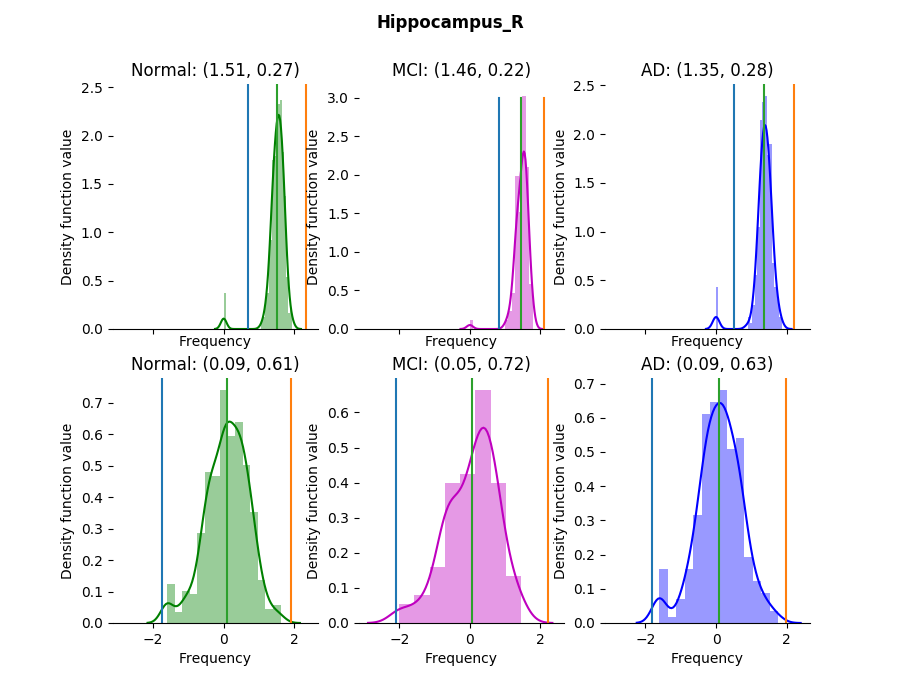 Hippocampus_R
Normal: (1.51, 0.27)
MCI: (1.46, 0.22)
AD: (1.35, 0.28)
Density function value
2.5
2.0
1.5
1.0
0.5
0.0
Frequency
Density function value
3.0
2.5
2.0
1.5
1.0
0.5
0.0
Frequency
Density function value
2.5
2.0
1.5
1.0
0.5
0.0
Frequency
Normal: (0.09, 0.61)
MCI: (0.05, 0.72)
AD: (0.09, 0.63)
Density function value
0.7
0.6
0.5
0.4
0.3
0.2
0.1
0.0
−2 0 2
Frequency
Density function value
0.6
0.5
0.4
0.3
0.2
0.1
0.0
−2 0 2
Frequency
Density function value
0.7
0.6
0.5
0.4
0.3
0.2
0.1
0.0
−2 0 2
Frequency